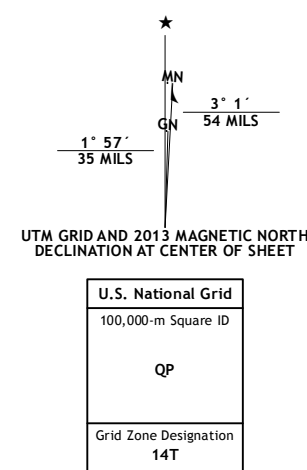 MN
3° 1´
54 MILS
GN
1° 57´
35 MILS
UTM GRID AND 2013 MAGNETIC NORTH
DECLINATION AT CENTER OF SHEET
U.S. National Grid
100,000-m Square ID
QP
Grid Zone Designation
14T